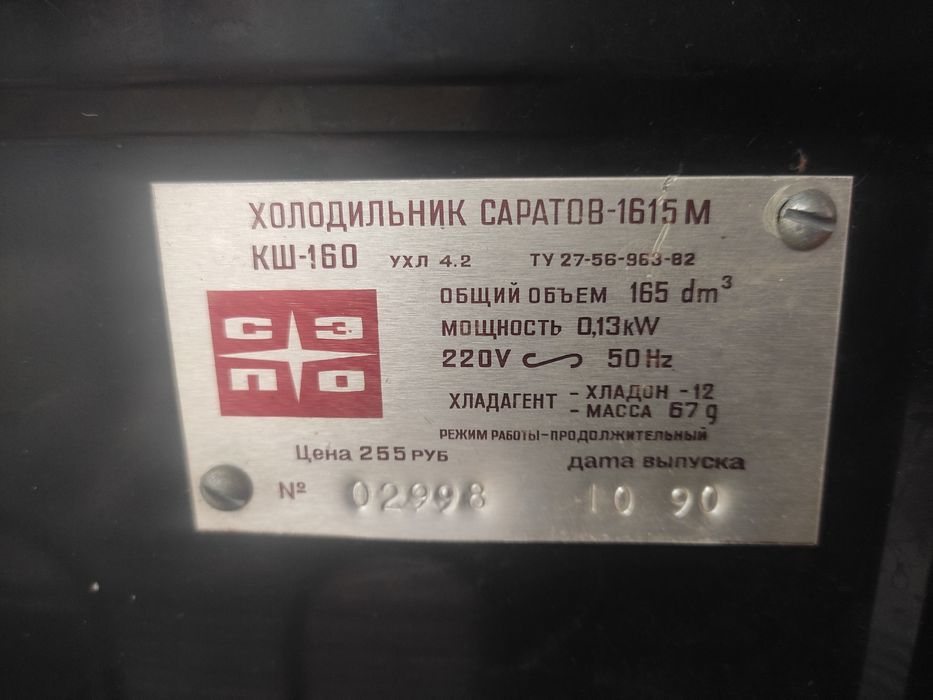 ХОЛОДИЛЬНИК САРАТОВ-1615М
КШ-160 УХЛ 4.2 ТУ 27-56-963-82
СЭ
ПО
ОБЩИЙ ОБЪЕМ 165 dm³
МОЩНОСТЬ 0,13kW
220V 50Hz
ХЛАДАГЕНТ - ХЛАДОН -12
- МАССА 67g
РЕЖИМ РАБОТЫ-ПРОДОЛЖИТЕЛЬНЫЙ
Цена 255 РУБ дата выпуска
№ 02998 10 90